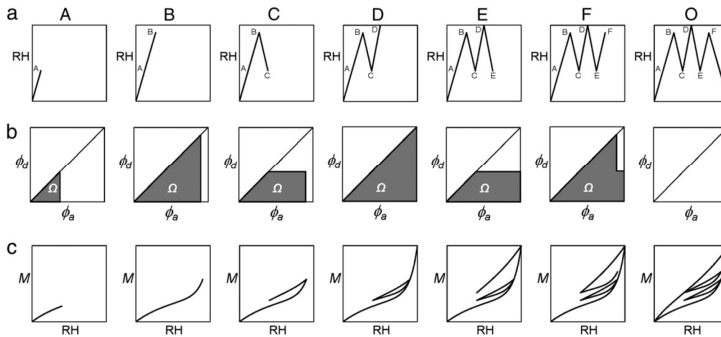 a A B C D E F O
RH A
RH A B
RH B C
RH A B C D
RH A B C D E
RH A B C D E F
RH A B C D E F
b
ϕd Ω ϕa
ϕd Ω ϕa
ϕd Ω ϕa
ϕd Ω ϕa
ϕd Ω ϕa
ϕd Ω ϕa
ϕd ϕa
c
M RH
M RH
M RH
M RH
M RH
M RH
M RH